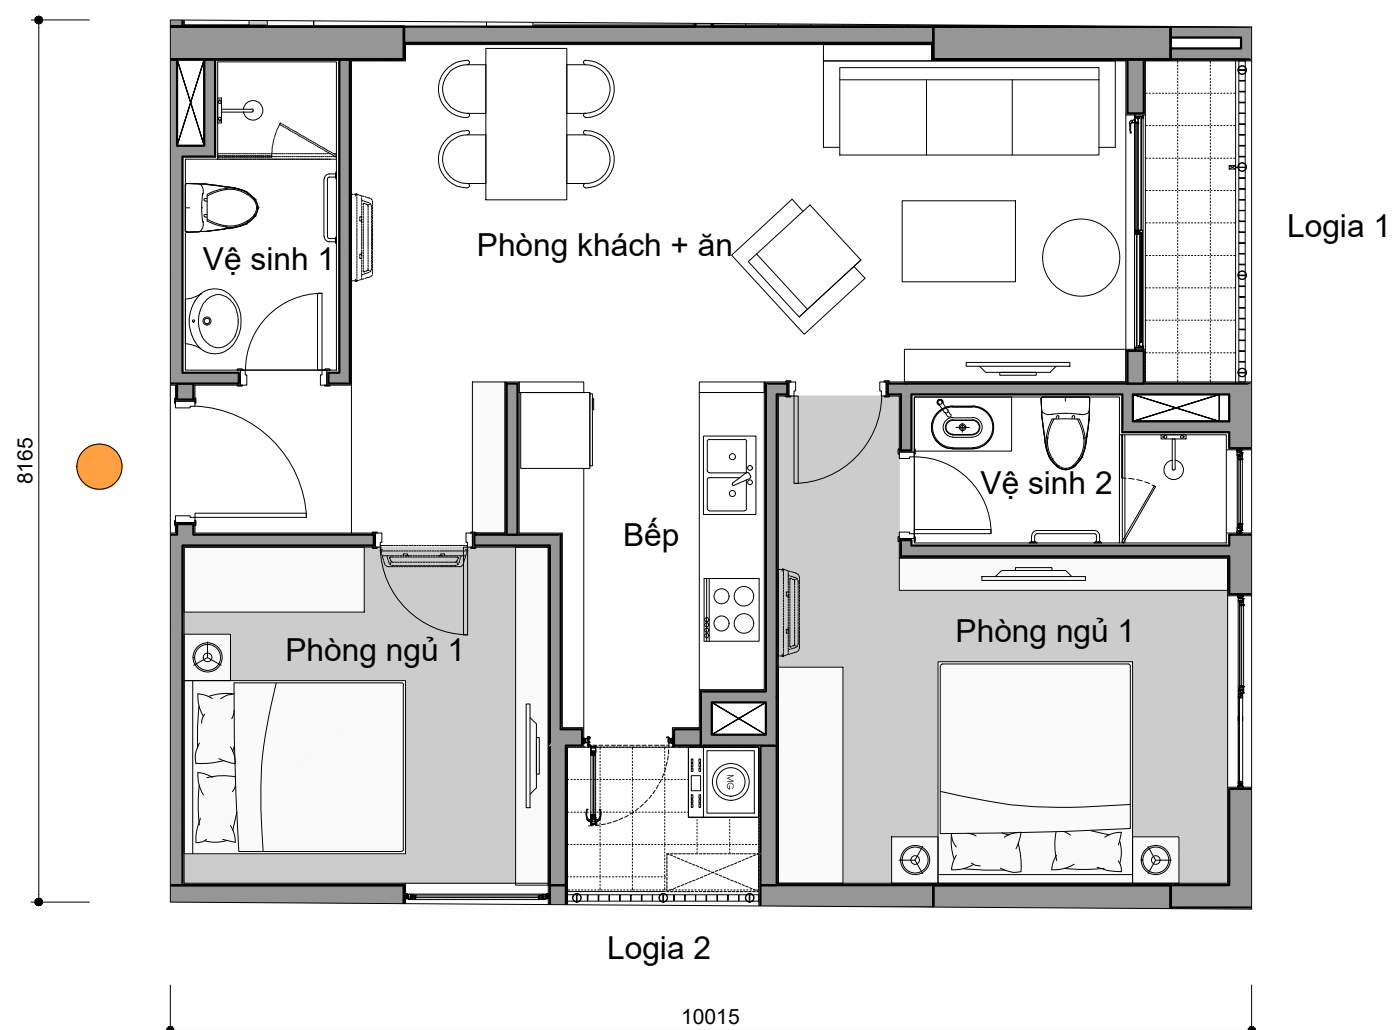 Logia 1
Phòng khách + ăn
Vệ sinh 1
8165
Vệ sinh 2
Bếp
Phòng ngủ 1
Phòng ngủ 1
MG
Logia 2
10015